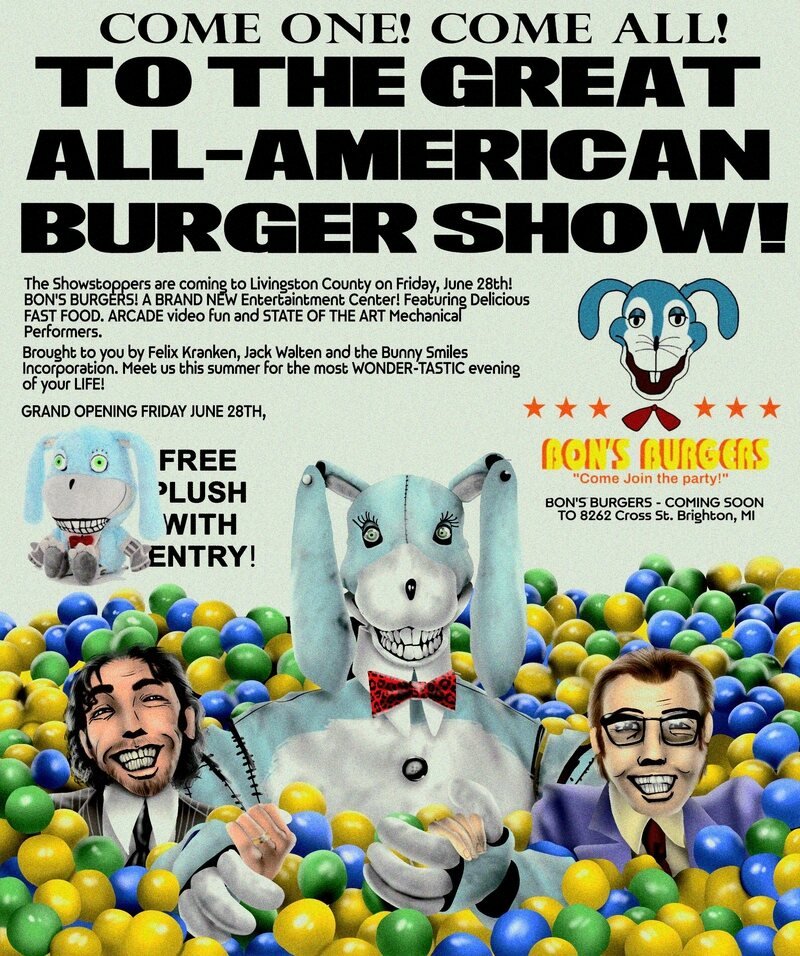 COME ONE! COME ALL!
TO THE GREAT
ALL-AMERICAN
BURGER SHOW!
The Showstoppers are coming to Livingston County on Friday, June 28th!
BON'S BURGERS! A BRAND NEW Entertaintment Center! Featuring Delicious
FAST FOOD. ARCADE video fun and STATE OF THE ART Mechanical
Performers.
Brought to you by Felix Kranken, Jack Walten and the Bunny Smiles
Incorporation. Meet us this summer for the most WONDER-TASTIC evening
of your LIFE!
GRAND OPENING FRIDAY JUNE 28TH,
FREE
PLUSH
WITH
ENTRY!
BON'S BURGERS
"Come Join the party!"
BON'S BURGERS - COMING SOON
TO 8262 Cross St. Brighton, MI